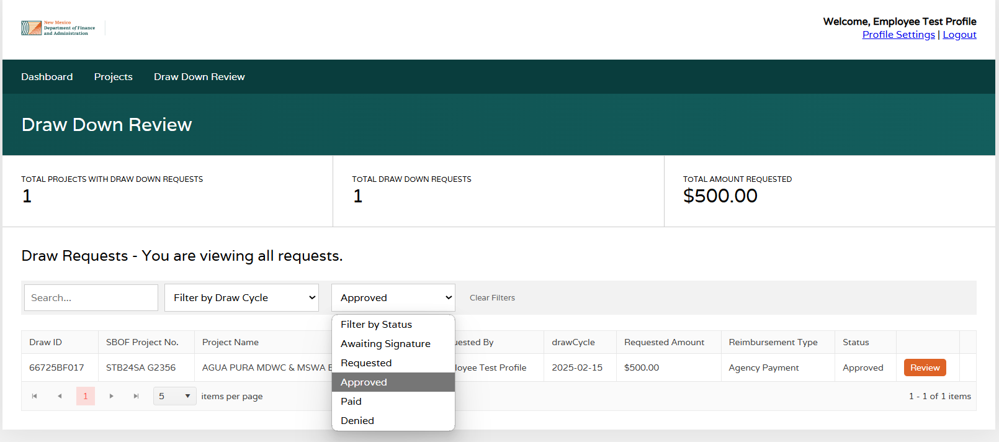 New Mexico
Department of Finance
and Administration
Welcome, Employee Test Profile
Profile Settings | Logout
Dashboard Projects Draw Down Review
Draw Down Review
TOTAL PROJECTS WITH DRAW DOWN REQUESTS
1
TOTAL DRAW DOWN REQUESTS
1
TOTAL AMOUNT REQUESTED
$500.00
Draw Requests - You are viewing all requests.
Search... Filter by Draw Cycle Approved Clear Filters
Filter by Status
Awaiting Signature
Requested
Approved
Paid
Denied
Draw ID SBOF Project No. Project Name uested By drawCycle Requested Amount Reimbursement Type Status
66725BF017 STB24SA G2356 AGUA PURA MDWC & MSWA loyee Test Profile 2025-02-15 $500.00 Agency Payment Approved Review
1 5 items per page 1 - 1 of 1 items